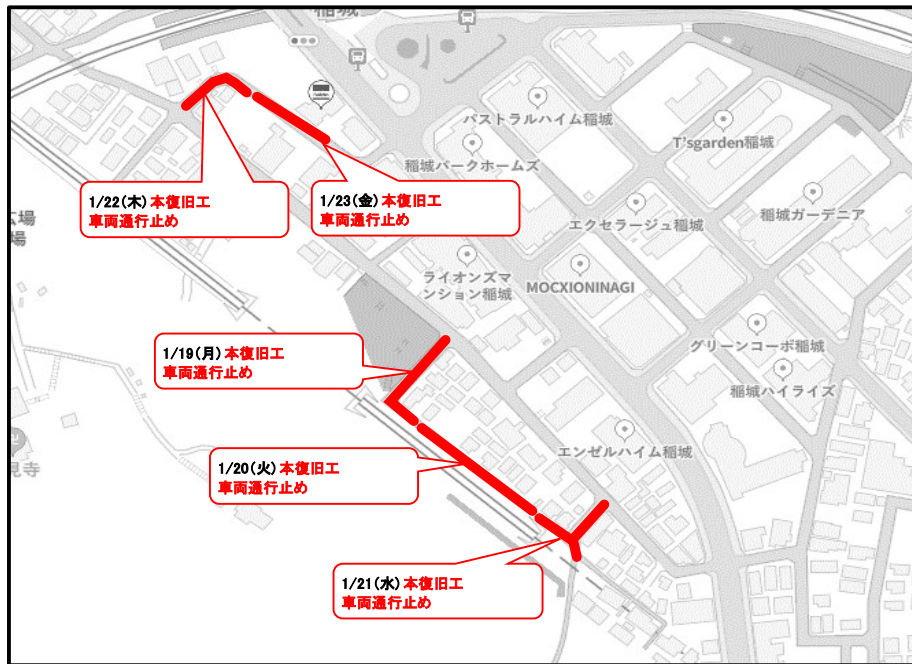 稲城
パストラルハイム稲城
T'sgarden稲城
稲城パークホームズ
1/22(木) 本復旧工
車両通行止め
1/23(金) 本復旧工
車両通行止め
エクセラージュ稲城
稲城ガーデニア
広場
場
ライオンズマ
ンション稲城
MOCXIONINAGI
1/19(月) 本復旧工
車両通行止め
グリーンコーポ稲城
稲城ハイライズ
エンゼルハイム稲城
見寺
1/20(火) 本復旧工
車両通行止め
1/21(水) 本復旧工
車両通行止め